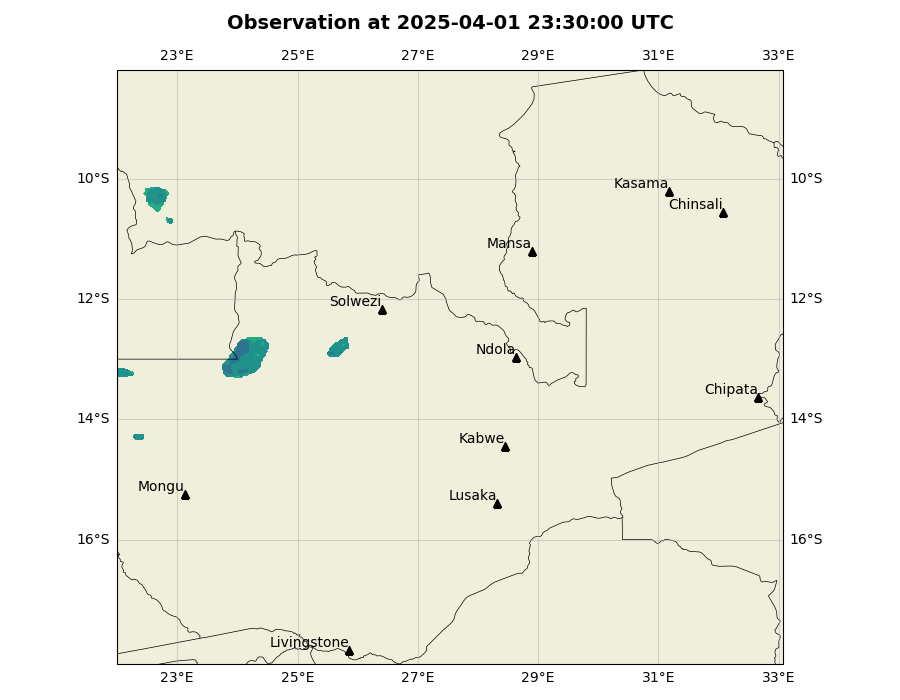 Observation at 2025-04-01 23:30:00 UTC
23°E 25°E 27°E 29°E 31°E 33°E
10°S 10°S
Kasama
Chinsali
Mansa
12°S 12°S
Solwezi
Ndola
Chipata
14°S 14°S
Kabwe
Mongu
Lusaka
16°S 16°S
Livingstone
23°E 25°E 27°E 29°E 31°E 33°E